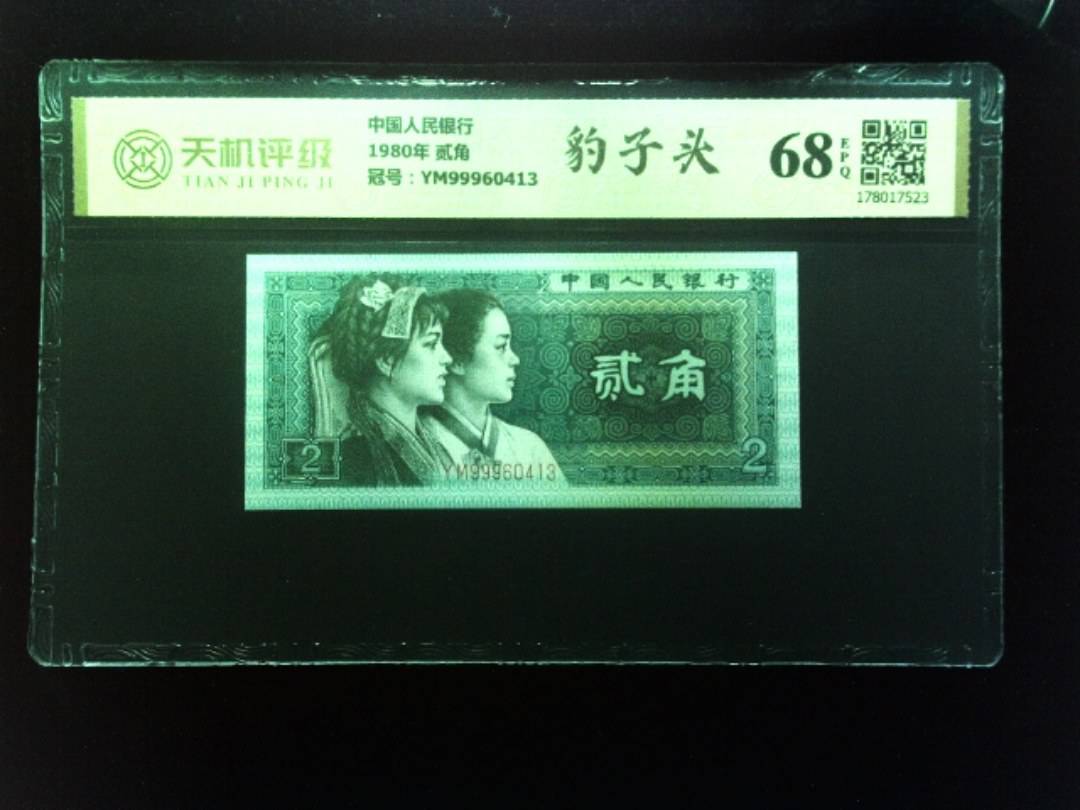 天机评级
TIAN JI PING JI
中国人民银行
1980年 贰角
冠号：YM99960413
豹子头
68
EPQ
178017523
中國人民银行
贰角
2
2
YM99960413